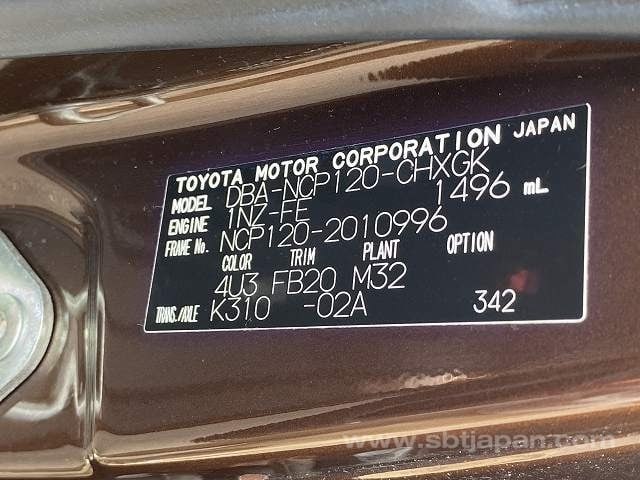 TOYOTA MOTOR CORPORATION JAPAN
MODEL DBA-NCP120-CHXGK
ENGINE 1NZ-FE 1496 mL
FRAME No. NCP120-2010996
COLOR TRIM PLANT OPTION
4U3 FB20 M32
TRANS./AXLE K310 -02A 342
www.sbtjapan.com